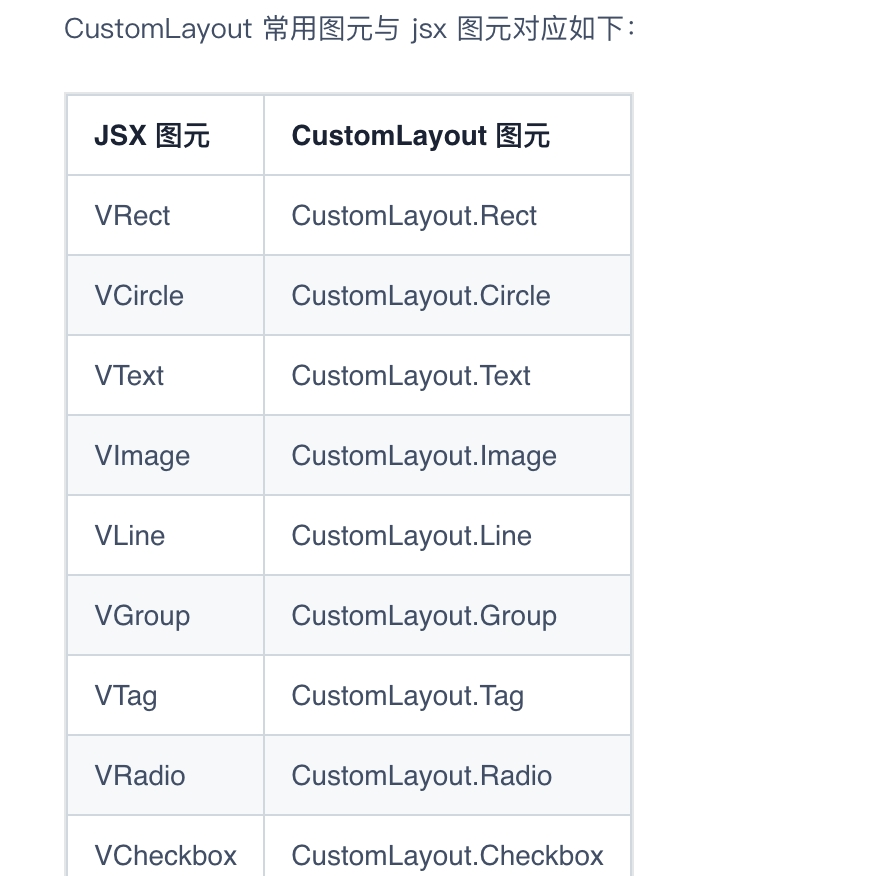 CustomLayout 常用图元与 jsx 图元对应如下：
JSX 图元 CustomLayout 图元
VRect CustomLayout.Rect
VCircle CustomLayout.Circle
VText CustomLayout.Text
VImage CustomLayout.Image
VLine CustomLayout.Line
VGroup CustomLayout.Group
VTag CustomLayout.Tag
VRadio CustomLayout.Radio
VCheckbox CustomLayout.Checkbox